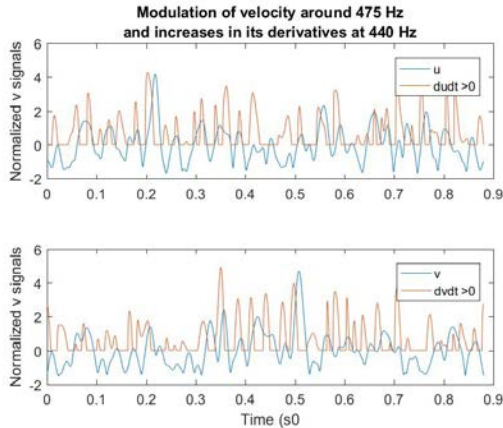 Modulation of velocity around 475 Hz
and increases in its derivatives at 440 Hz
Normalized v signals
6
4
2
0
-2
u
dudt >0
0 0.1 0.2 0.3 0.4 0.5 0.6 0.7 0.8 0.9
Normalized v signals
6
4
2
0
-2
v
dvdt >0
0 0.1 0.2 0.3 0.4 0.5 0.6 0.7 0.8 0.9
Time (s0